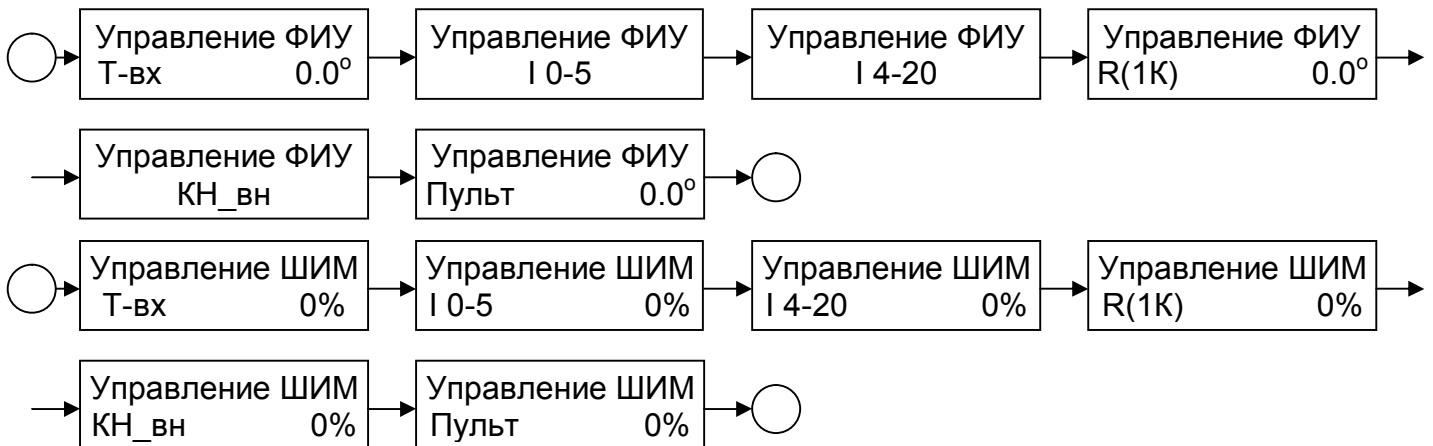 Управление ФИУ
Т-вх 0.0°
Управление ФИУ
I 0-5
Управление ФИУ
I 4-20
Управление ФИУ
R(1К) 0.0°
Управление ФИУ
КН_вн
Управление ФИУ
Пульт 0.0°
Управление ШИМ
Т-вх 0%
Управление ШИМ
I 0-5 0%
Управление ШИМ
I 4-20 0%
Управление ШИМ
R(1К) 0%
Управление ШИМ
КН_вн 0%
Управление ШИМ
Пульт 0%